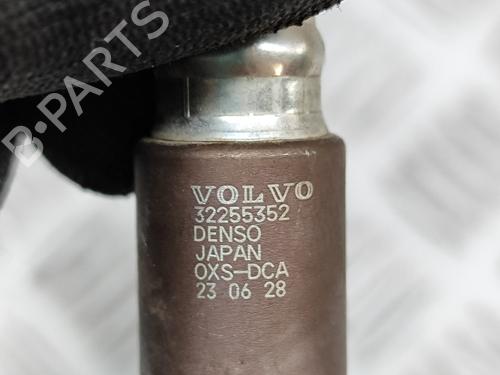 B-PARTS
VOLVO
32255352
DENSO
JAPAN
OXS-DCA
23 06 28